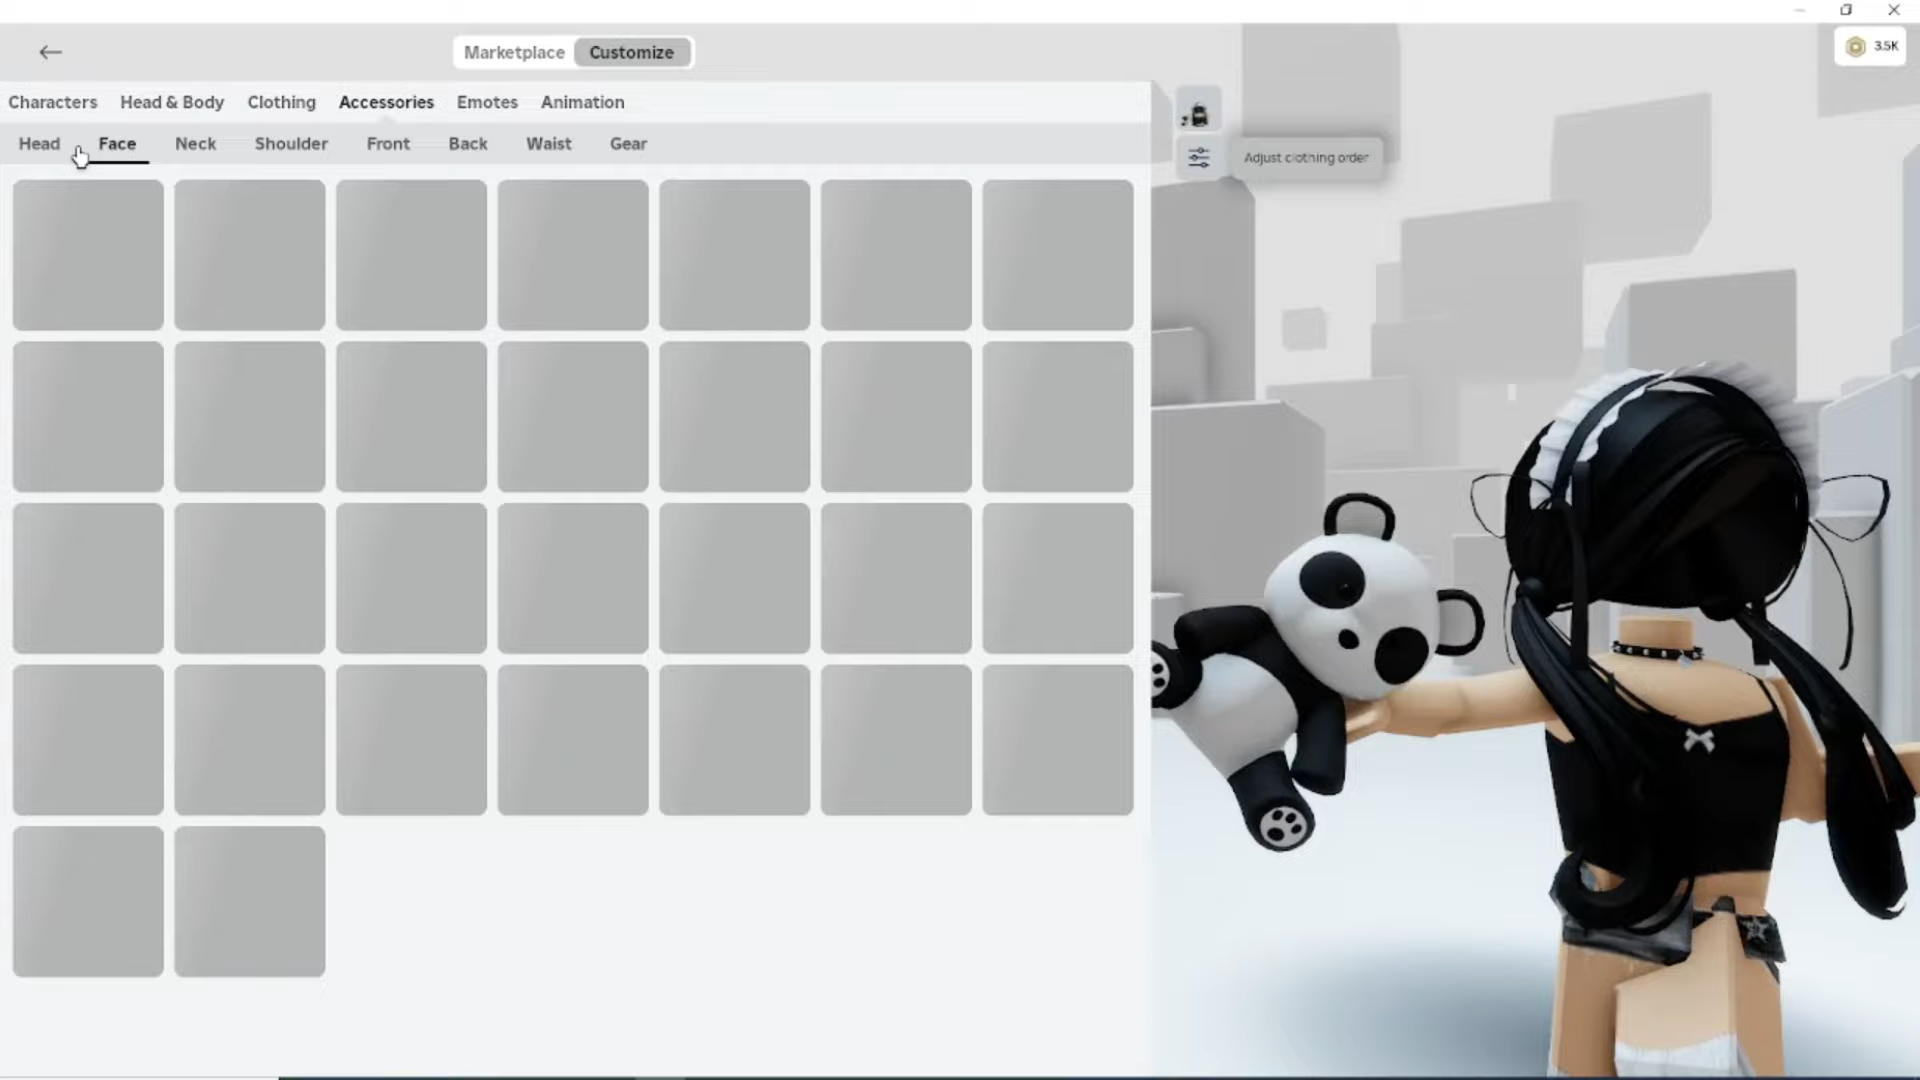 Marketplace Customize
3.5K
Characters Head & Body Clothing Accessories Emotes Animation
Head Face Neck Shoulder Front Back Waist Gear
Adjust clothing order